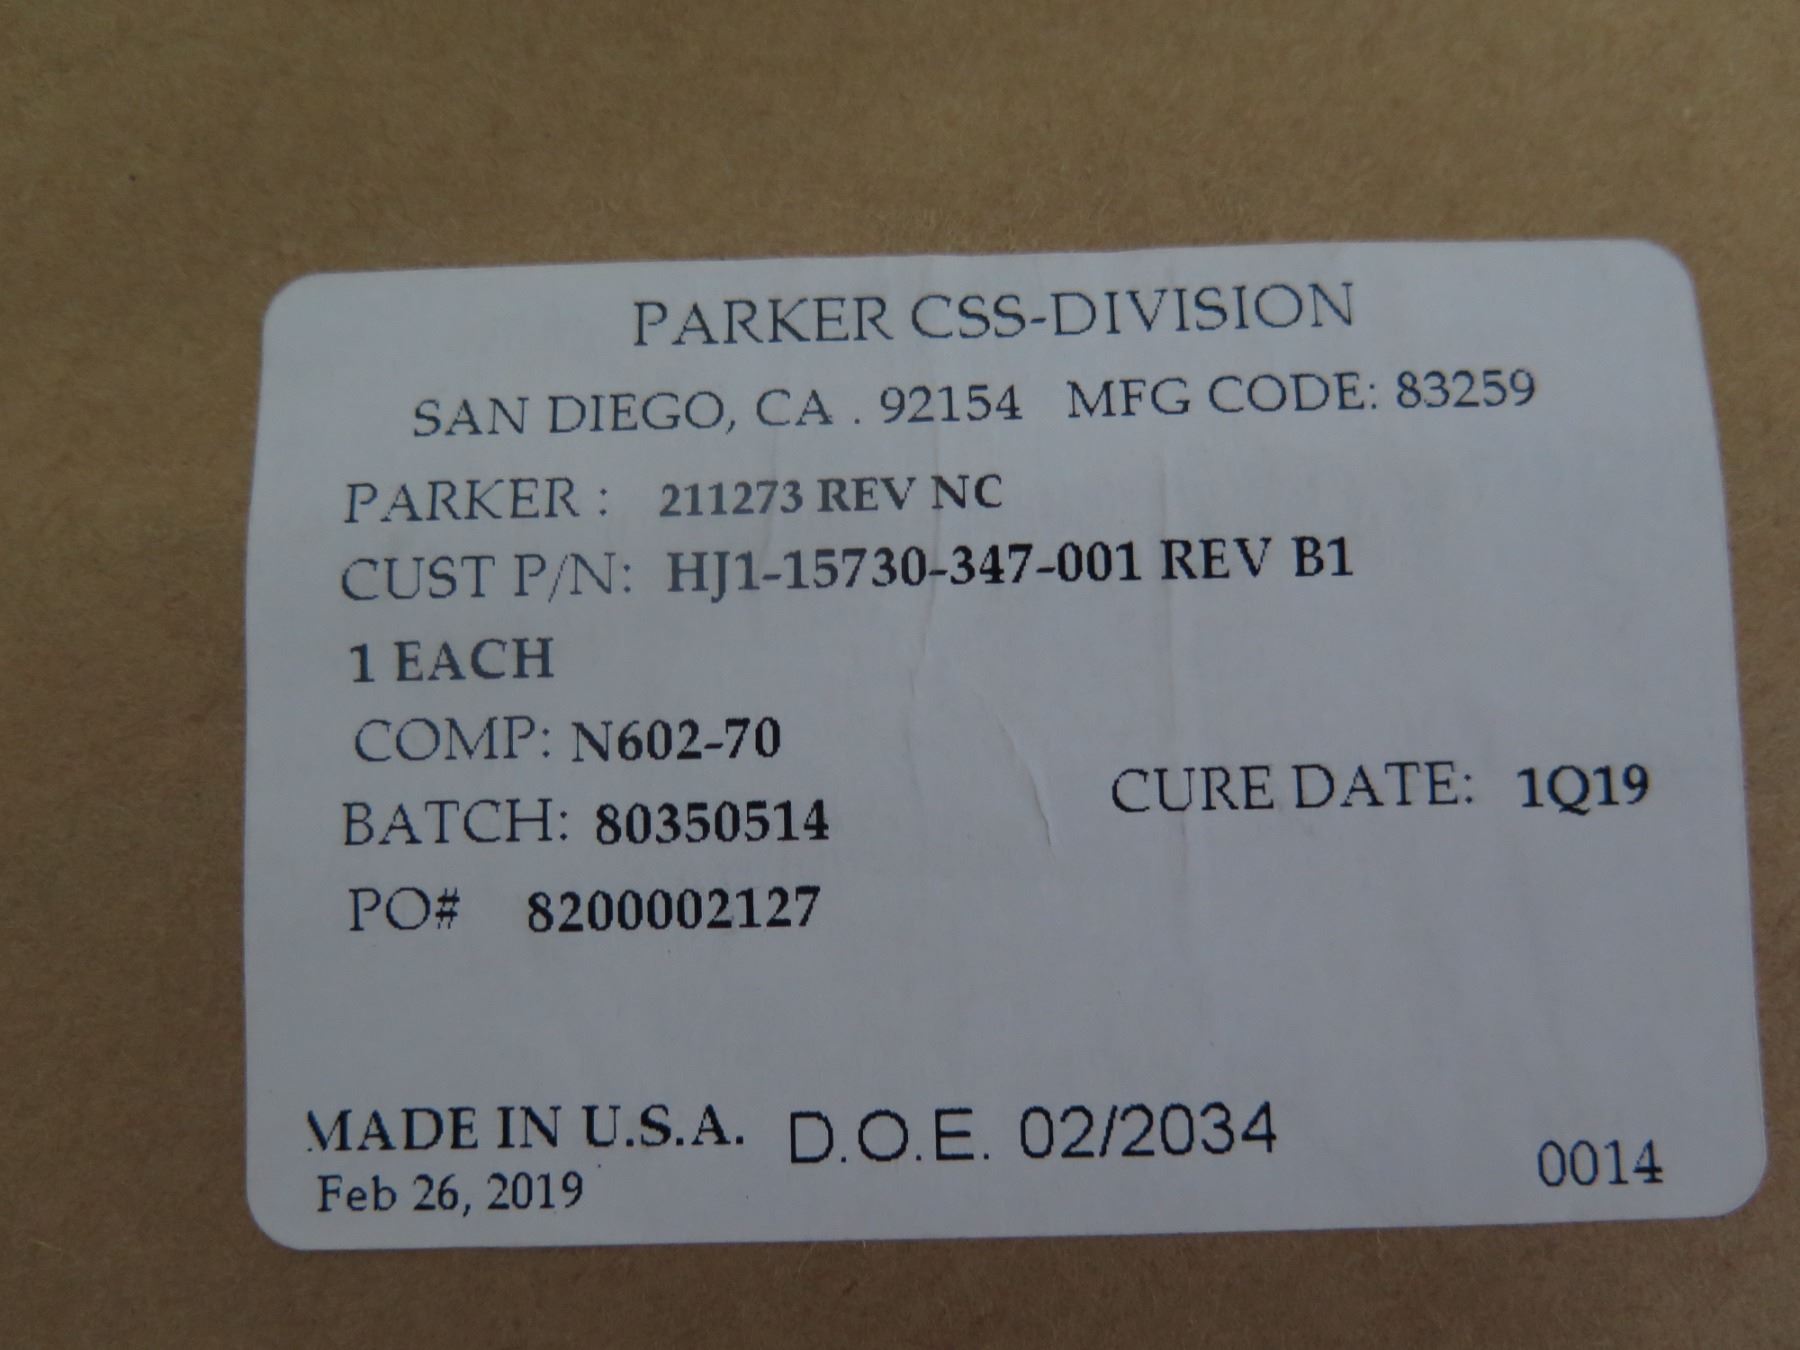 PARKER CSS-DIVISION
SAN DIEGO, CA . 92154 MFG CODE: 83259
PARKER : 211273 REV NC
CUST P/N: HJ1-15730-347-001 REV B1
1 EACH
COMP: N602-70
BATCH: 80350514 CURE DATE: 1Q19
PO# 8200002127
MADE IN U.S.A. D.O.E. 02/2034
Feb 26, 2019 0014